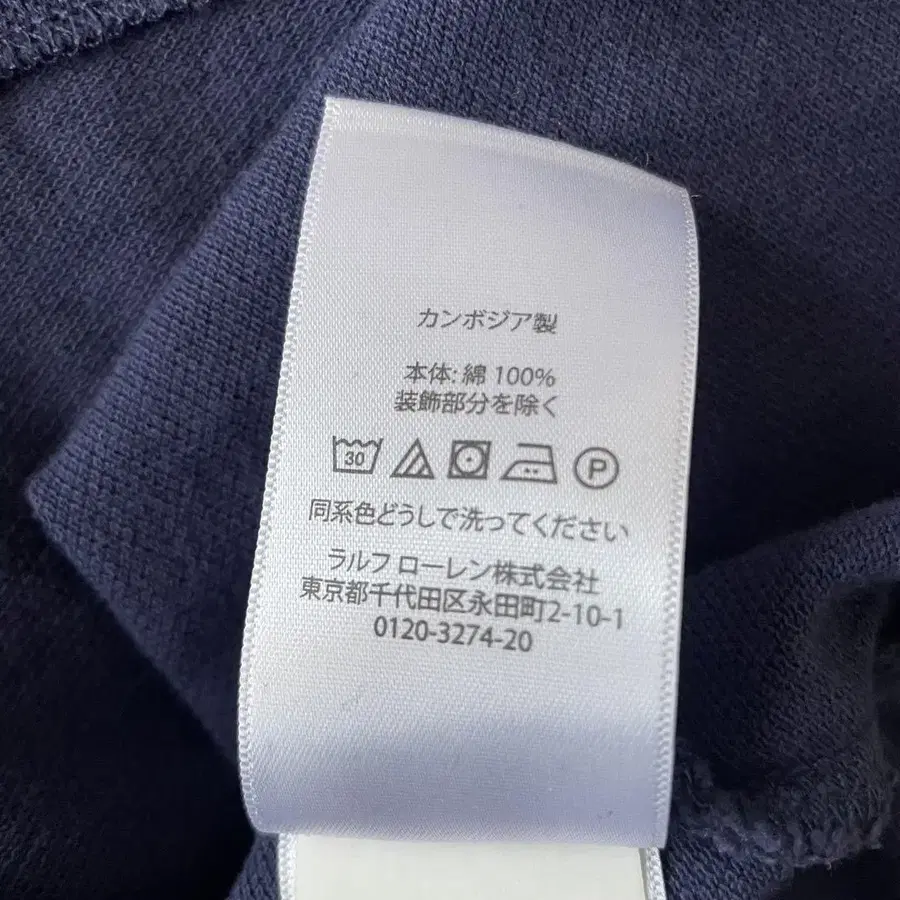 カンボジア製
本体: 綿 100%
装飾部分を除く
30 P
同系色どうしで洗ってください
ラルフ ローレン株式会社
東京都千代田区永田町2-10-1
0120-3274-20